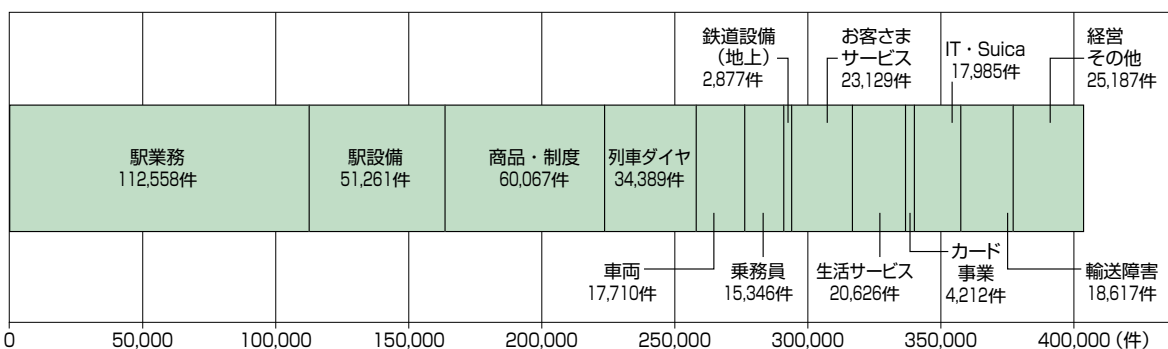 鉄道設備
（地上）
2,877件
お客さま
サービス
23,129件
IT・Suica
17,985件
経営
その他
25,187件
駅業務
112,558件
駅設備
51,261件
商品・制度
60,067件
列車ダイヤ
34,389件
車両
17,710件
乗務員
15,346件
生活サービス
20,626件
カード
事業
4,212件
輸送障害
18,617件
0 50,000 100,000 150,000 200,000 250,000 300,000 350,000 400,000 (件)